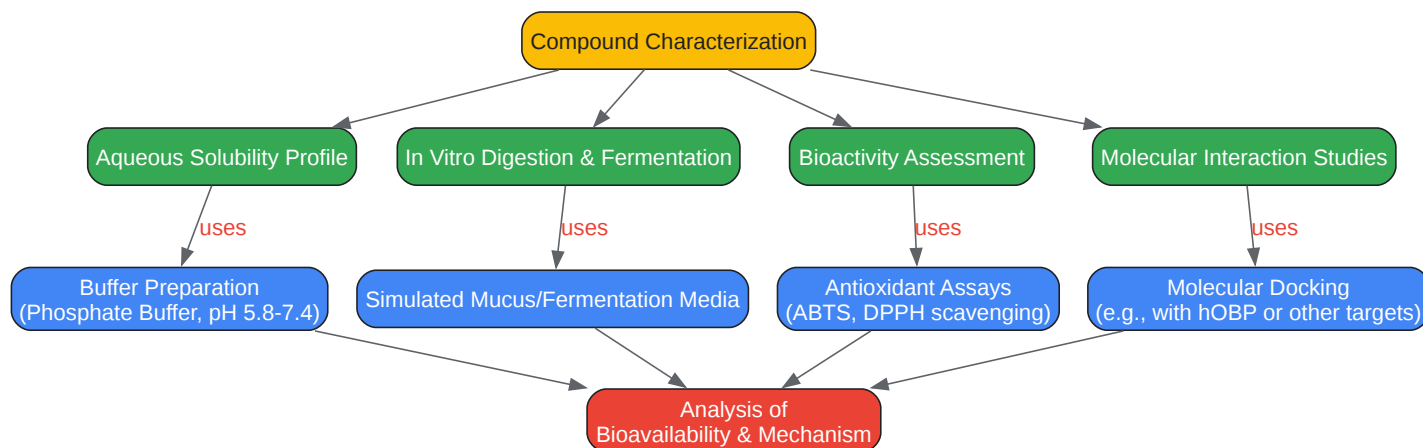 Compound Characterization
Aqueous Solubility Profile
In Vitro Digestion & Fermentation
Bioactivity Assessment
Molecular Interaction Studies
uses
uses
uses
uses
Buffer Preparation
(Phosphate Buffer, pH 5.8-7.4)
Simulated Mucus/Fermentation Media
Antioxidant Assays
(ABTS, DPPH scavenging)
Molecular Docking
(e.g., with hOBP or other targets)
Analysis of
Bioavailability & Mechanism